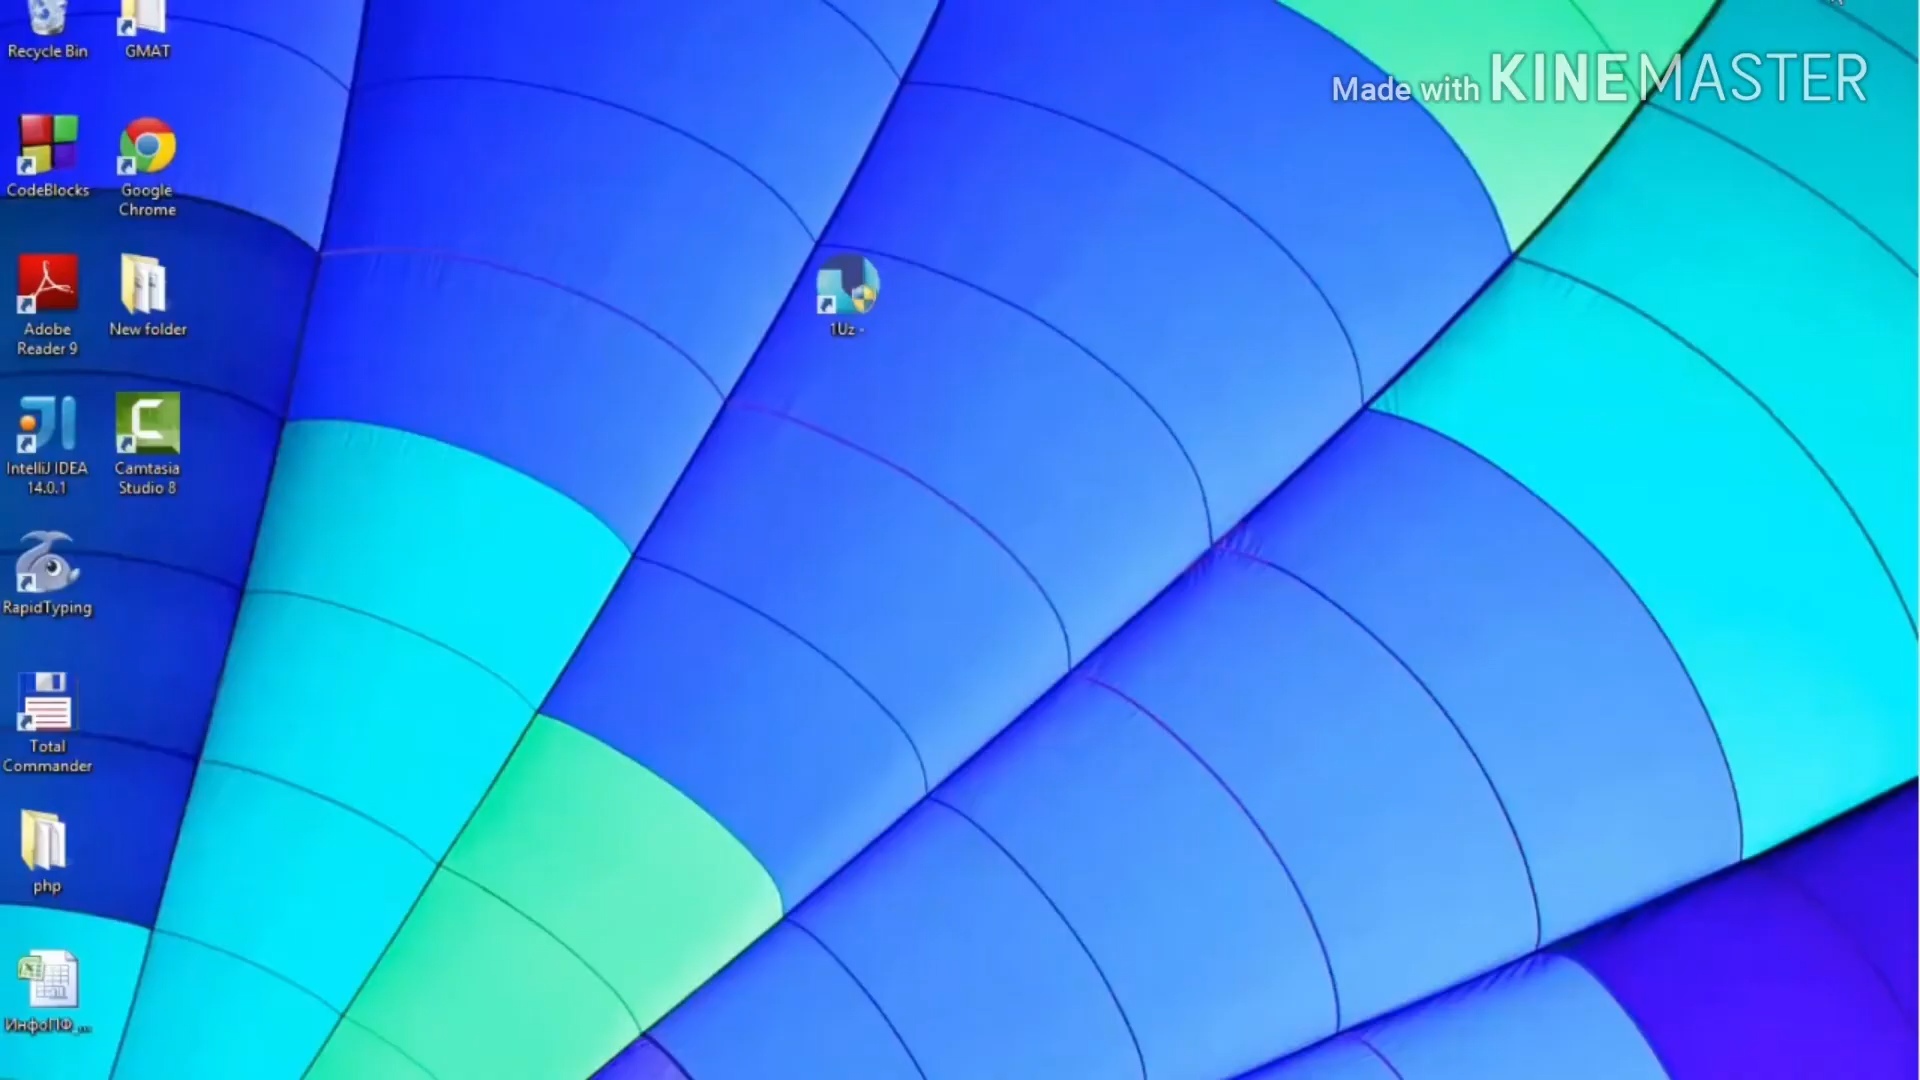 Recycle Bin
GMAT
Made with KINEMASTER
CodeBlocks
Google
Chrome
Adobe
Reader 9
New folder
1Uz -
IntelliJ IDEA
14.0.1
Camtasia
Studio 8
RapidTyping
Total
Commander
php
ИнфоПФ_...